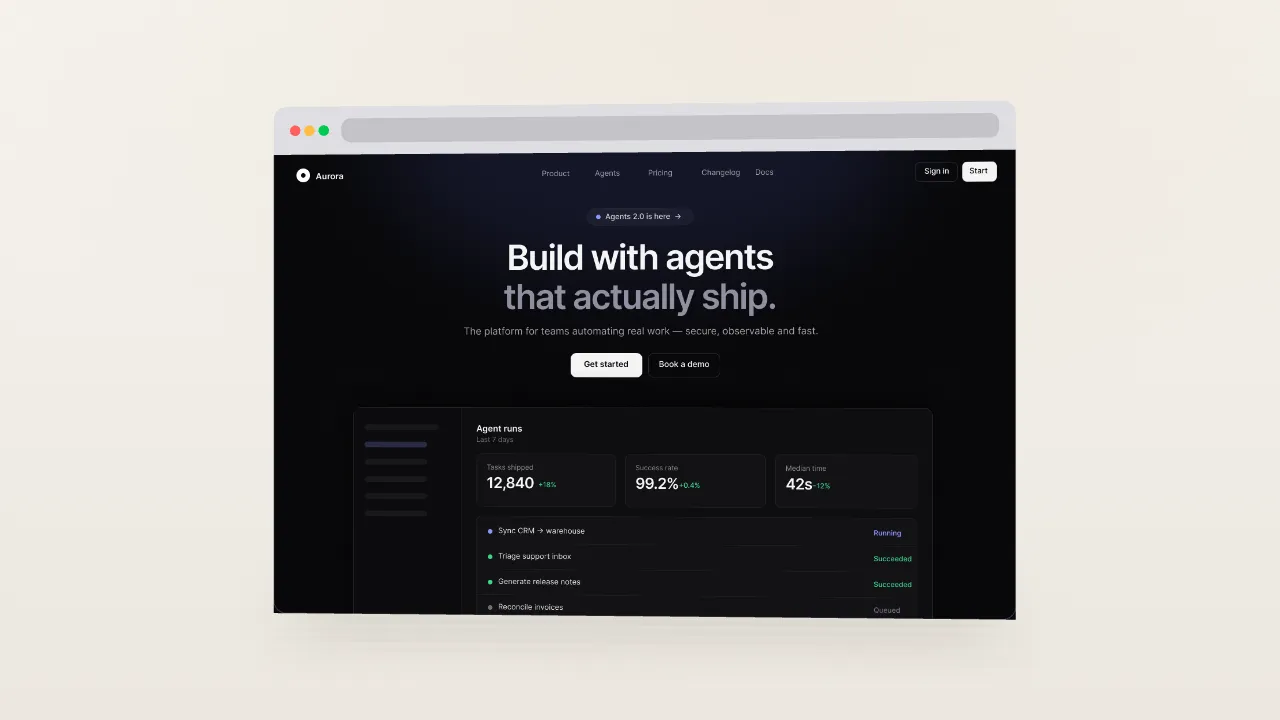 Aurora
Product Agents Pricing Changelog Docs
Sign in Start
Agents 2.0 is here →
Build with agents
that actually ship.
The platform for teams automating real work — secure, observable and fast.
Get started Book a demo
Agent runs
Last 7 days
Tasks shipped
12,840 +18%
Success rate
99.2% +0.4%
Median time
42s -12%
Sync CRM → warehouse Running
Triage support inbox Succeeded
Generate release notes Succeeded
Reconcile invoices Queued